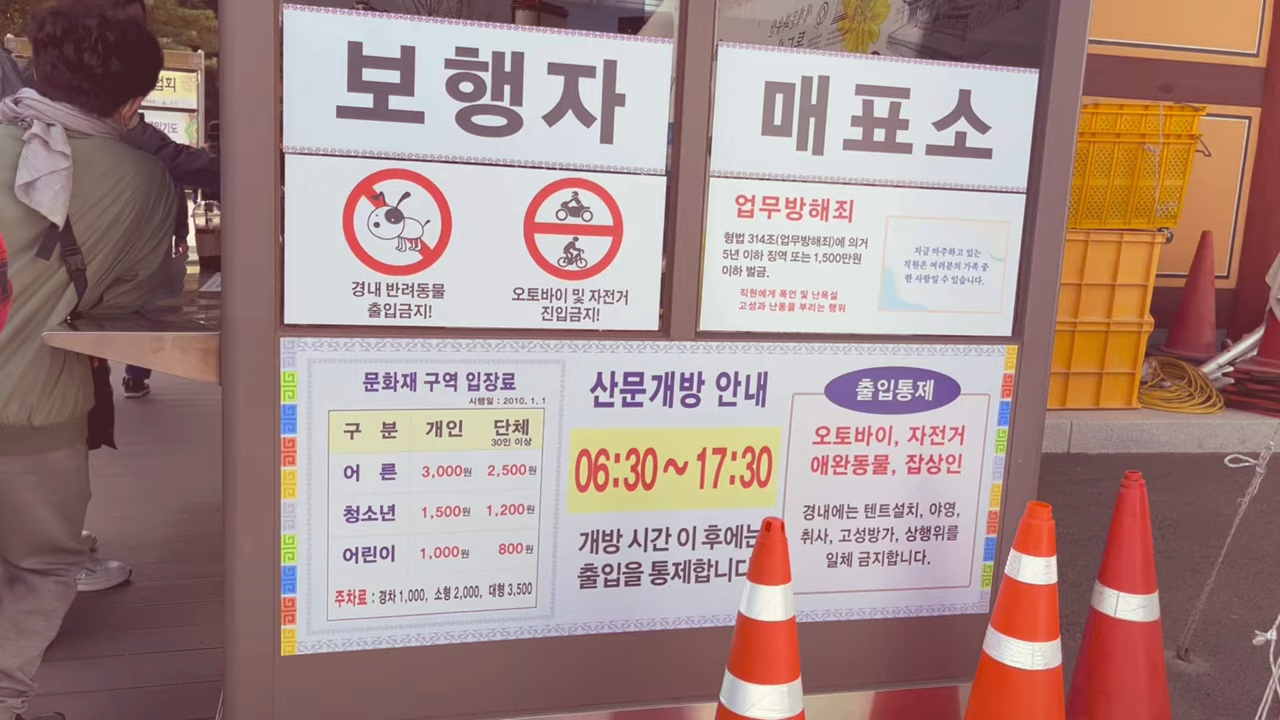 보행자
매표소
경내 반려동물
출입금지!
오토바이 및 자전거
진입금지!
업무방해죄
형법 314조(업무방해죄)에 의거
5년 이하 징역 또는 1,500만원
이하 벌금.
직원에게 폭언 및 난폭설
고성과 난동을 부리는 행위
지금 마주하고 있는
직원은 여러분의 가족 중
한 사람일 수 있습니다.
문화재 구역 입장료
시행일 : 2010. 1. 1
구 분 개인 단체
30인 이상
어 른 3,000원 2,500원
청소년 1,500원 1,200원
어린이 1,000원 800원
주차료 : 경차 1,000, 소형 2,000, 대형 3,500
산문개방 안내
06:30~17:30
개방 시간 이 후에는
출입을 통제합니다
출입통제
오토바이, 자전거
애완동물, 잡상인
경내에는 텐트설치, 야영,
취사, 고성방가, 상행위를
일체 금지합니다.